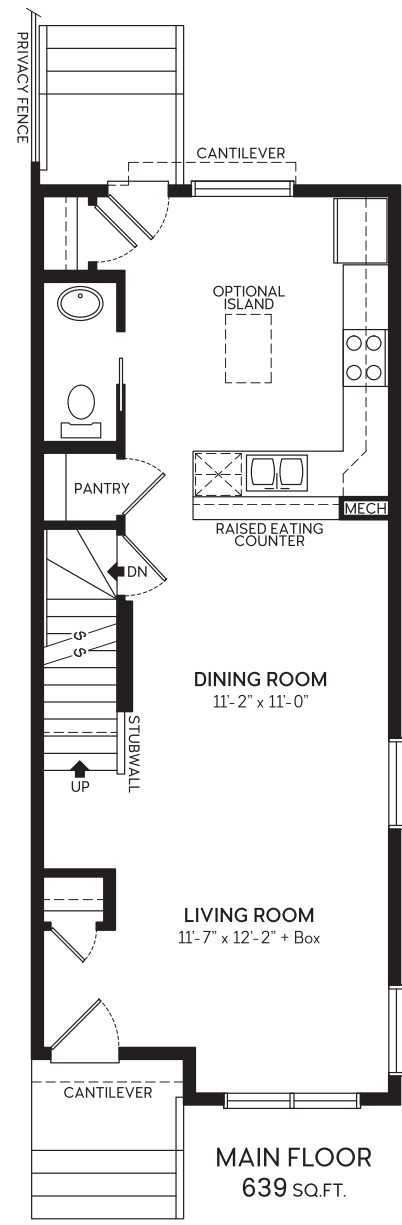 PRIVACY FENCE
CANTILEVER
OPTIONAL
ISLAND
PANTRY
MECH
RAISED EATING
COUNTER
DN
S
S
DINING ROOM
11'-2" x 11'-0"
STUBWALL
UP
LIVING ROOM
11'-7" x 12'-2" + Box
CANTILEVER
MAIN FLOOR
639 SQ.FT.